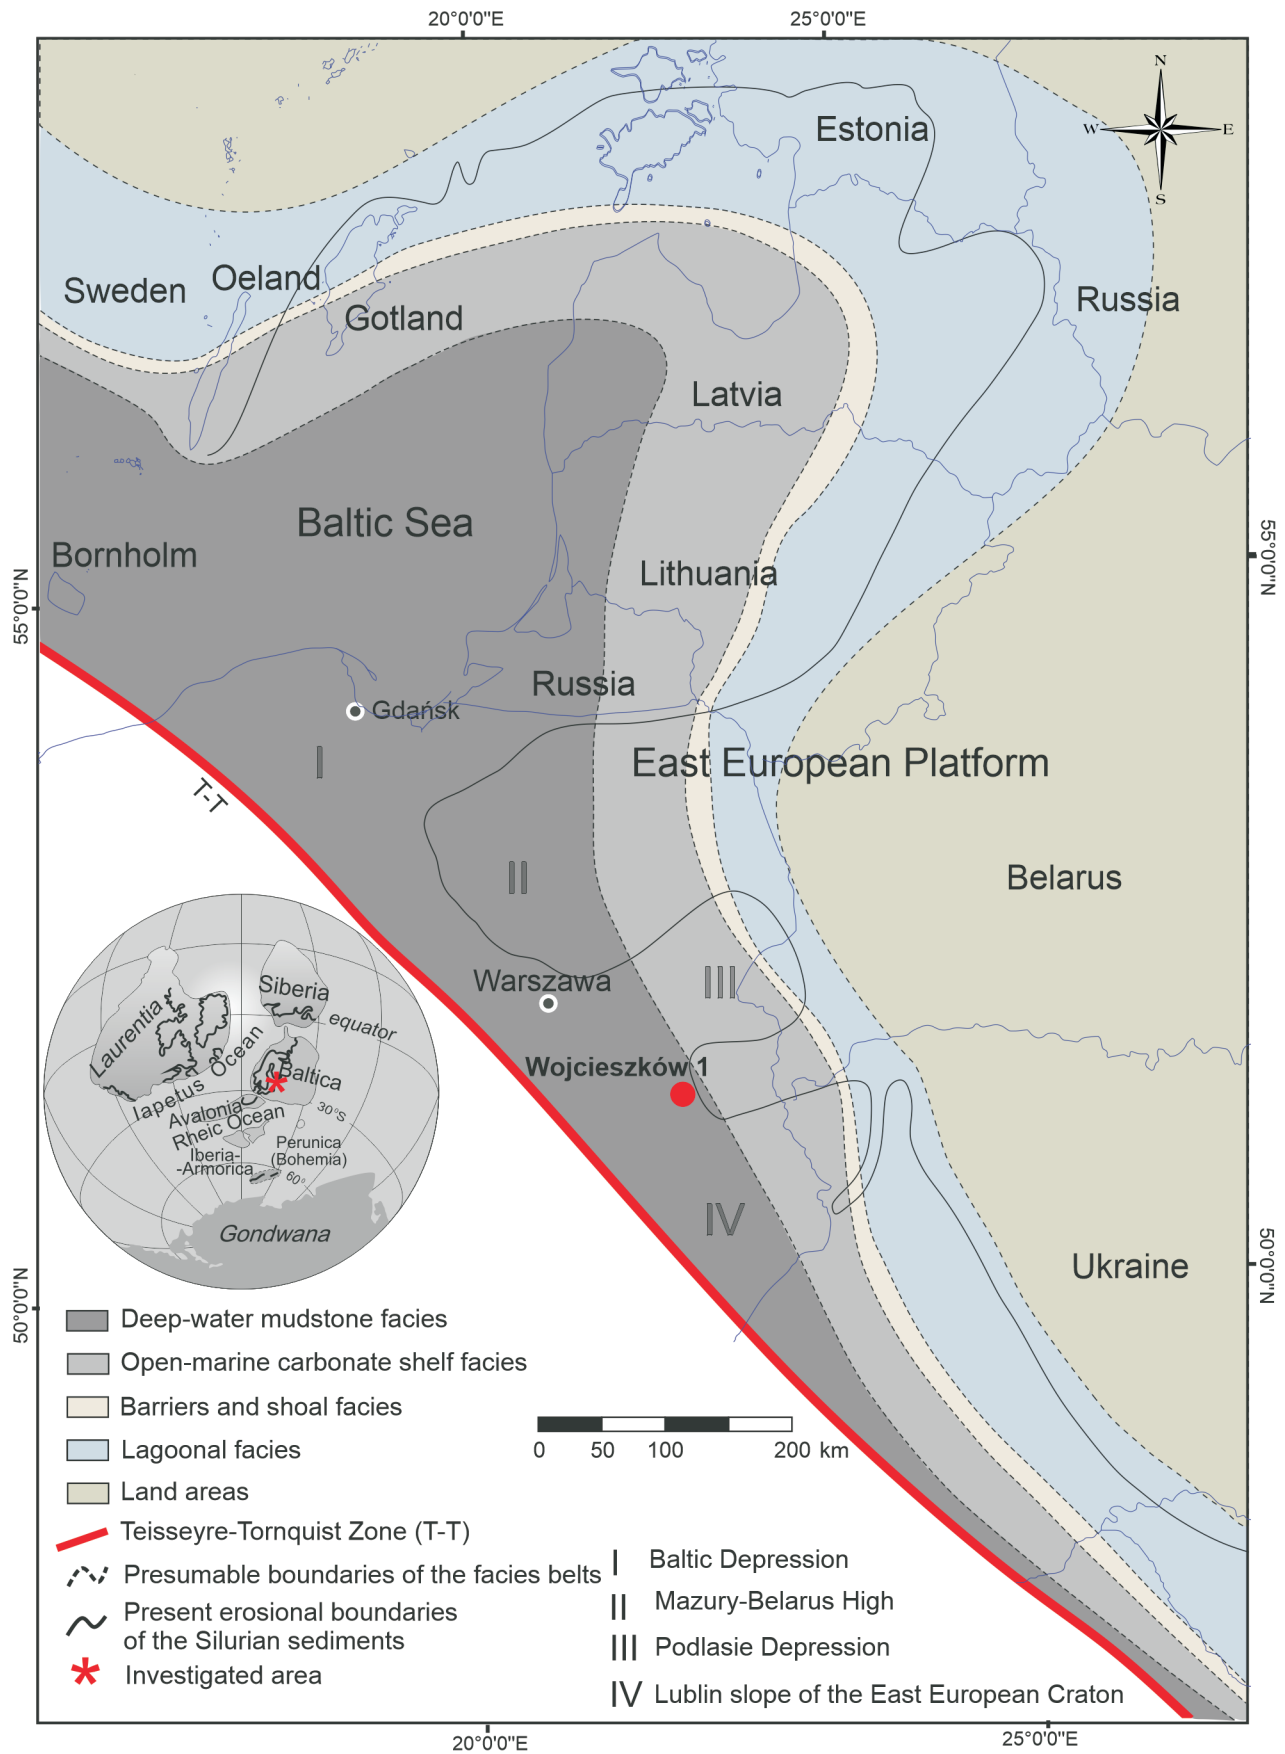 20°0'0"E
25°0'0"E
N
W
E
S
Estonia
Sweden
Oeland
Gotland
Russia
Latvia
Baltic Sea
Bornholm
55°0'0"N
55°0'0"N
Lithuania
Russia
Gdańsk
I
T-T
East European Platform
II
Belarus
III
Warszawa
Wojcieszków 1
IV
Ukraine
Laurentia
Siberia
equator
Iapetus Ocean
Baltica
Avalonia
30°S
Rheic Ocean
Iberia-
-Armorica
Perunica
(Bohemia)
60°
Gondwana
50°0'0"N
50°0'0"N
Deep-water mudstone facies
Open-marine carbonate shelf facies
Barriers and shoal facies
Lagoonal facies
Land areas
Teisseyre-Tornquist Zone (T-T)
Presumable boundaries of the facies belts
Present erosional boundaries
of the Silurian sediments
Investigated area
0 50 100 200 km
I Baltic Depression
II Mazury-Belarus High
III Podlasie Depression
IV Lublin slope of the East European Craton
20°0'0"E
25°0'0"E